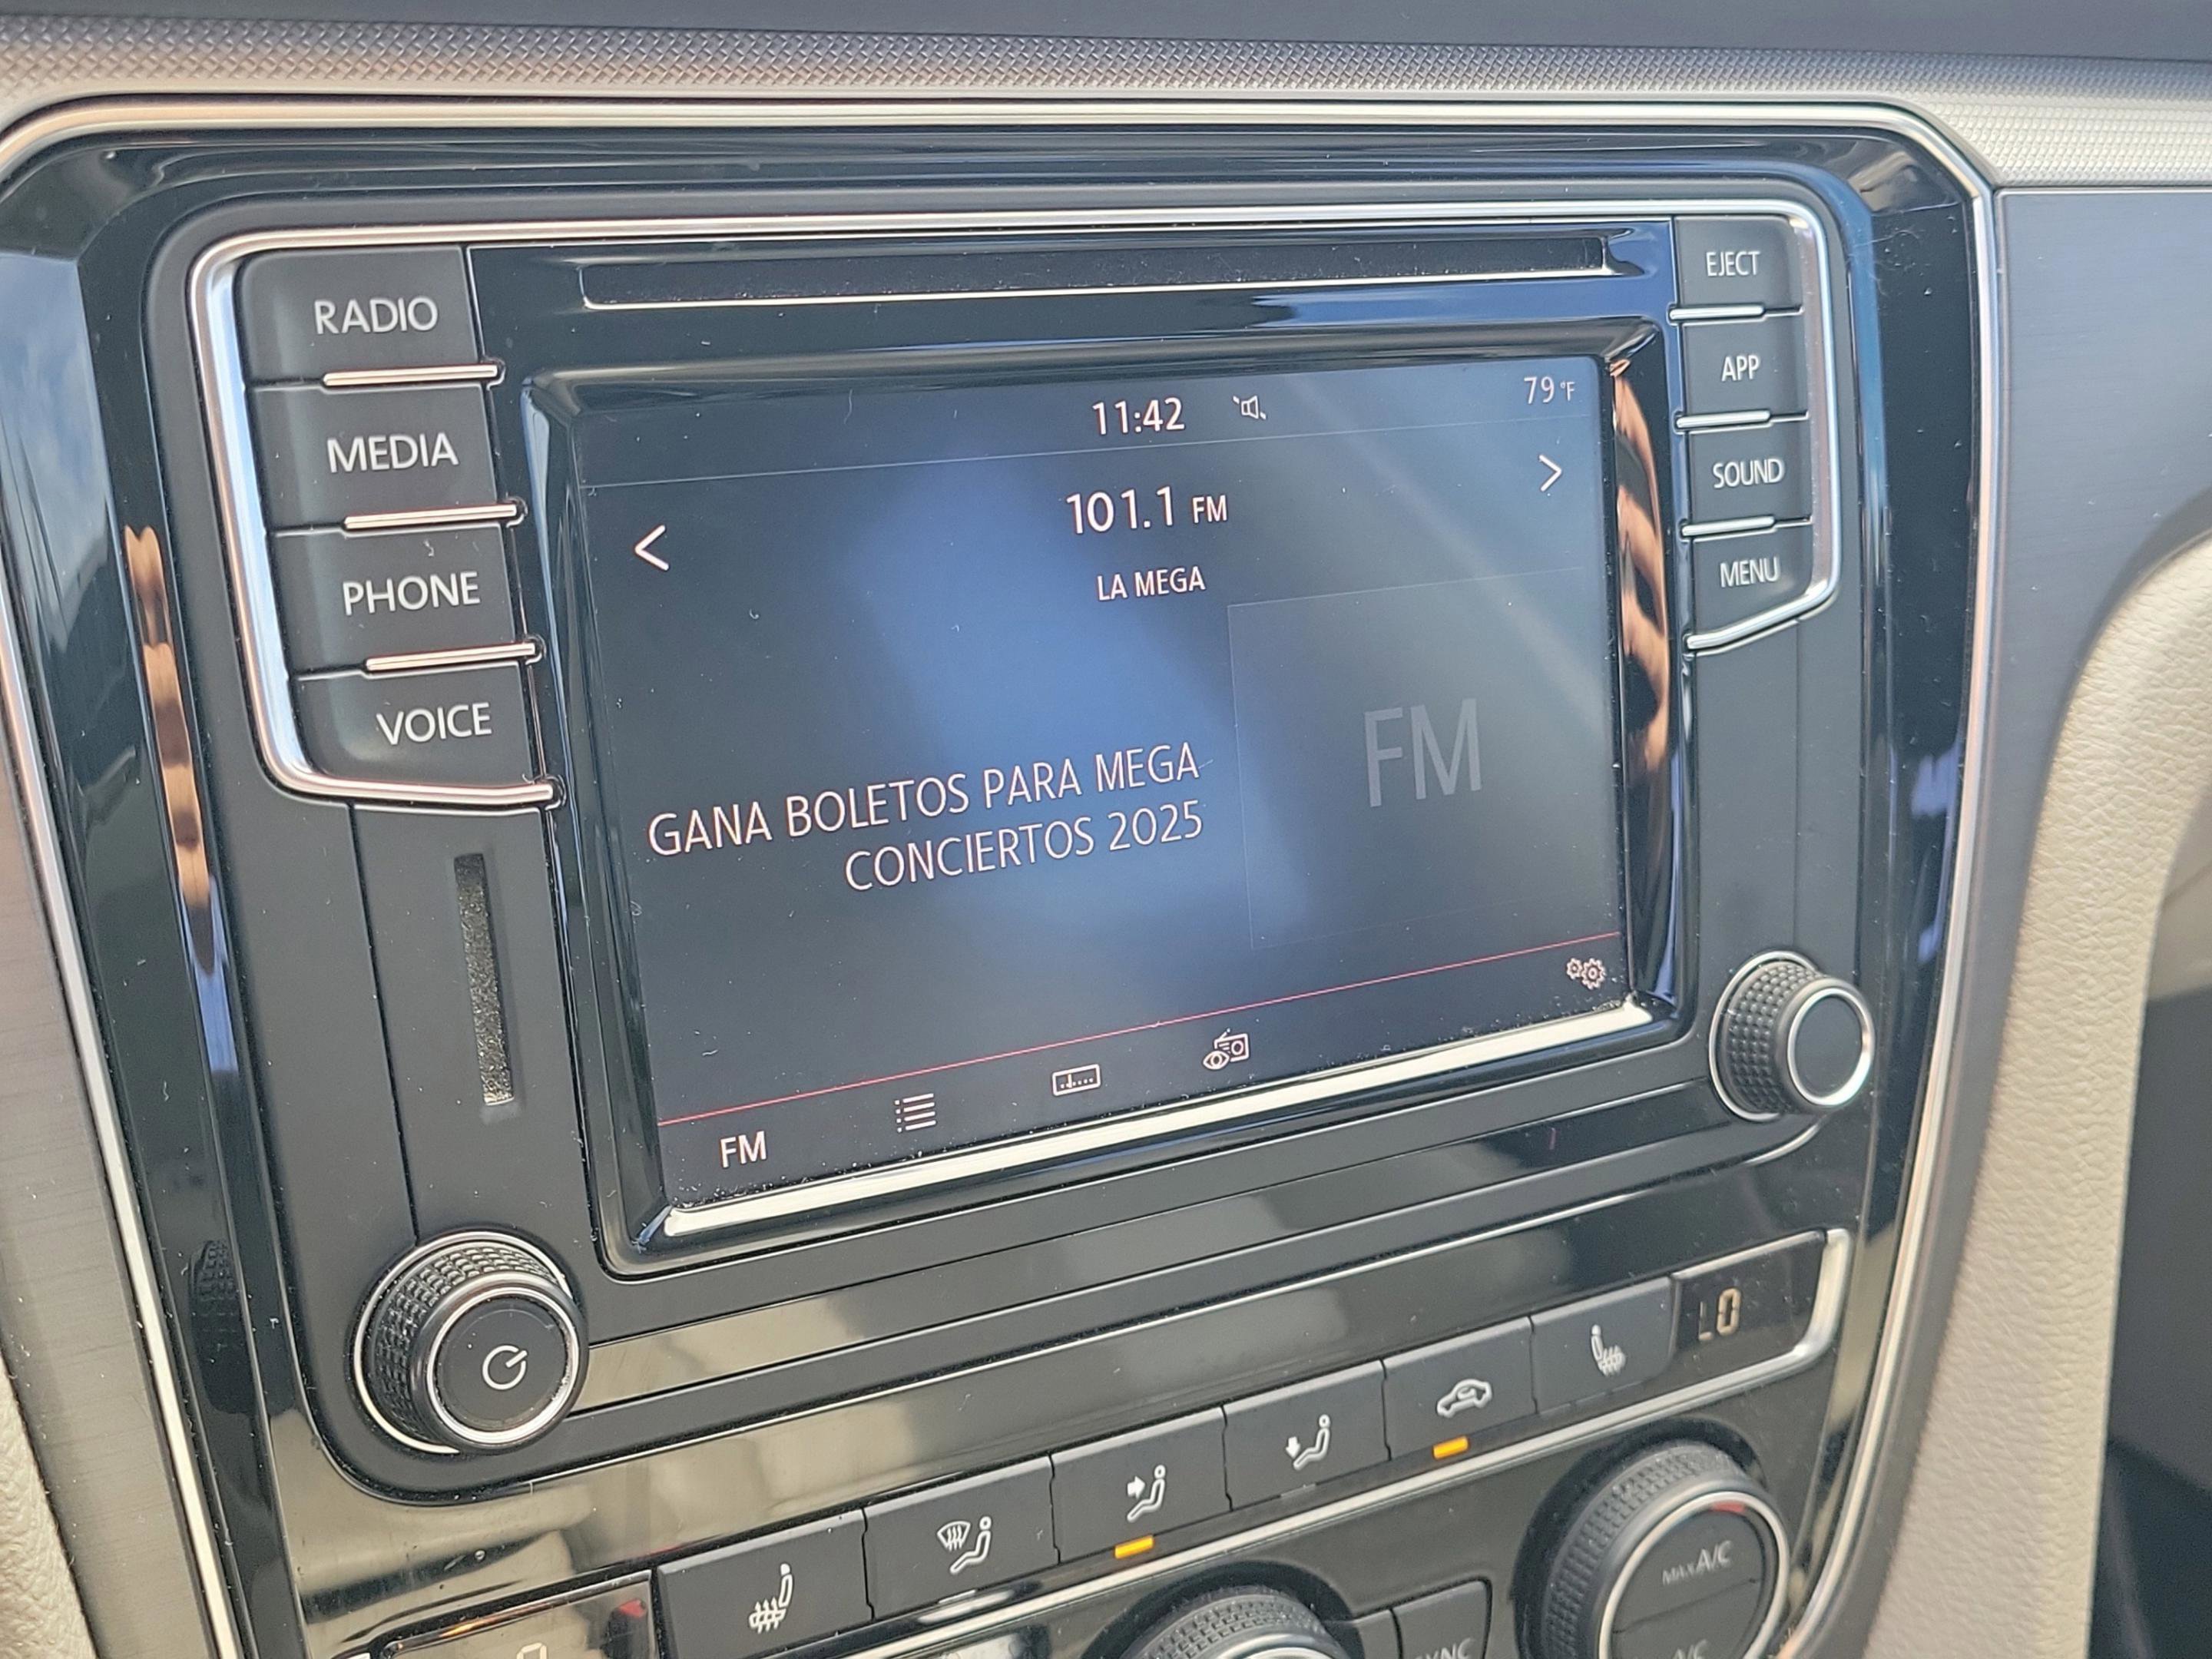 RADIO
MEDIA
PHONE
VOICE
EJECT
APP
SOUND
MENU
11:42
79°F
<
101.1 FM
>
LA MEGA
GANA BOLETOS PARA MEGA
CONCIERTOS 2025
FM
FM
LO
MAX A/C
A/C